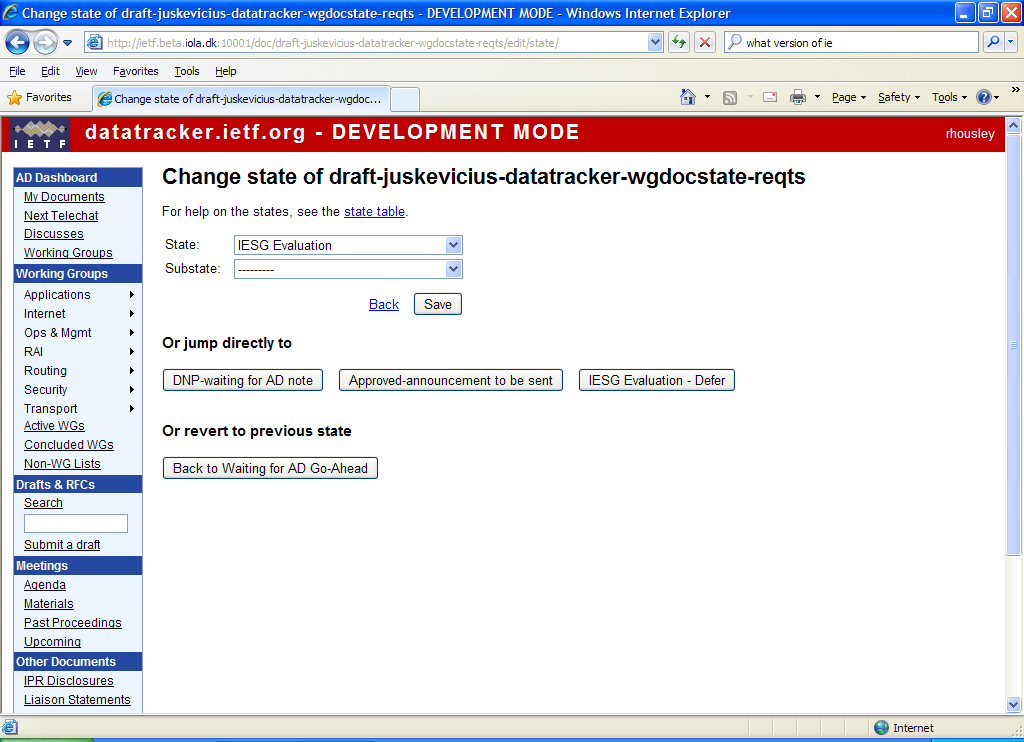 Change state of draft-juskevicius-datatracker-wgdocstate-reqts - DEVELOPMENT MODE - Windows Internet Explorer
http://ietf.beta.iola.dk:10001/doc/draft-juskevicius-datatracker-wgdocstate-reqts/edit/state/
what version of ie
File Edit View Favorites Tools Help
Favorites
Change state of draft-juskevicius-datatracker-wgdoc...
Page Safety Tools
I E T F
datatracker.ietf.org - DEVELOPMENT MODE
rhousley
AD Dashboard
My Documents
Next Telechat
Discusses
Working Groups
Working Groups
Applications
Internet
Ops & Mgmt
RAI
Routing
Security
Transport
Active WGs
Concluded WGs
Non-WG Lists
Drafts & RFCs
Search
Submit a draft
Meetings
Agenda
Materials
Past Proceedings
Upcoming
Other Documents
IPR Disclosures
Liaison Statements
Change state of draft-juskevicius-datatracker-wgdocstate-reqts
For help on the states, see the state table.
State: IESG Evaluation
Substate: ---------
Back Save
Or jump directly to
DNP-waiting for AD note Approved-announcement to be sent IESG Evaluation - Defer
Or revert to previous state
Back to Waiting for AD Go-Ahead
Internet